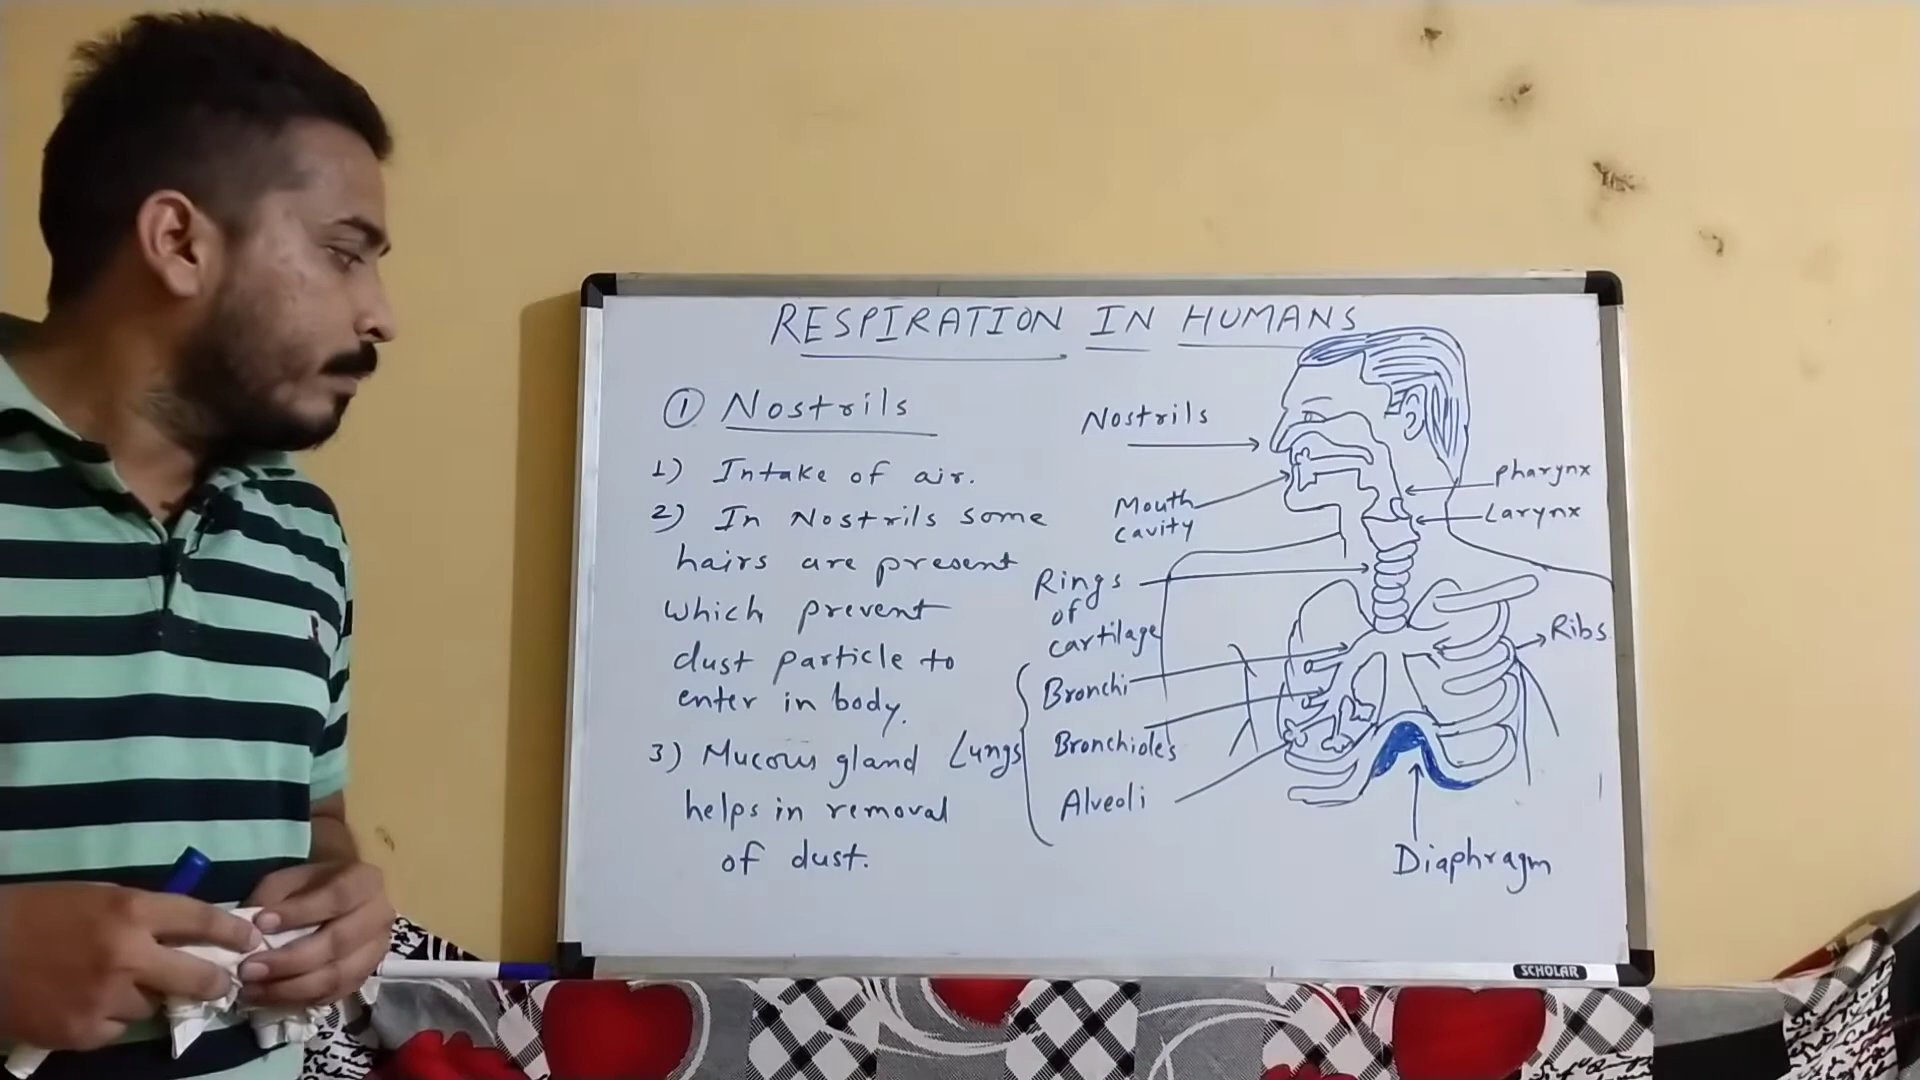 RESPIRATION IN HUMANS
① Nostrils
1) Intake of air.
2) In Nostrils some
hairs are present
which prevent
dust particle to
enter in body.
3) Mucous gland
helps in removal
of dust.
Nostrils
Mouth
cavity
Rings
of
cartilage
Lungs
Bronchi
Bronchioles
Alveoli
pharynx
Larynx
Ribs
Diaphragm
SCHOLAR